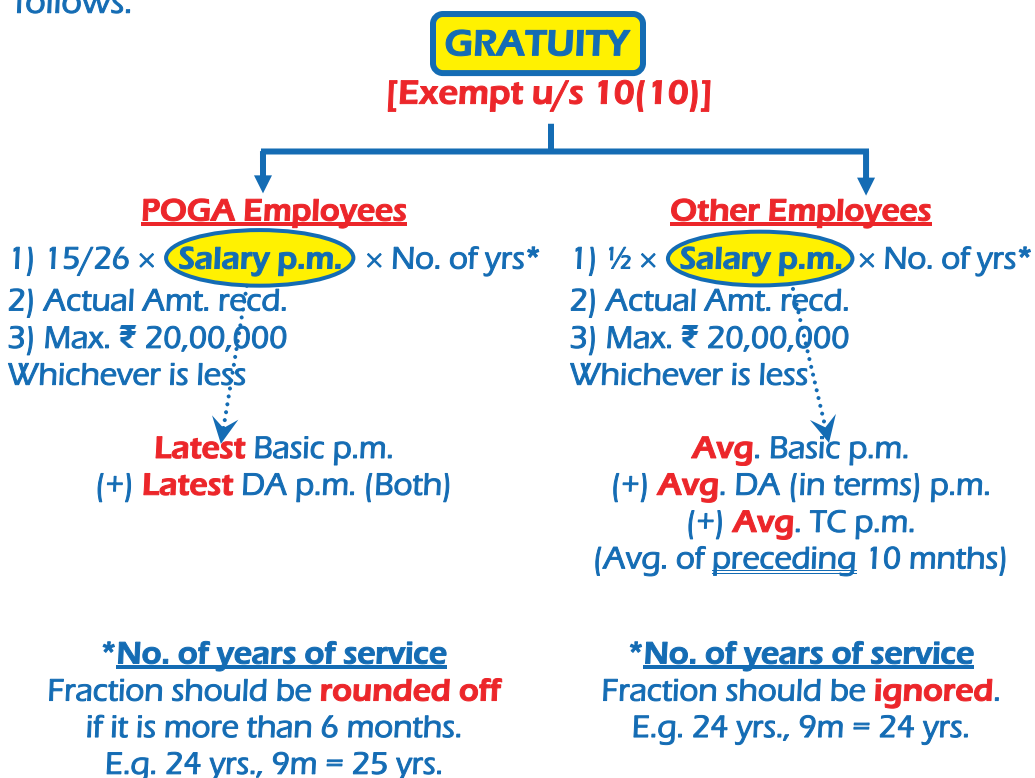 follows.
GRATUITY
[Exempt u/s 10(10)]
POGA Employees
1) 15/26 × Salary p.m. × No. of yrs*
2) Actual Amt. recd.
3) Max. ₹ 20,00,000
Whichever is less
Latest Basic p.m.
(+) Latest DA p.m. (Both)
*No. of years of service
Fraction should be rounded off
if it is more than 6 months.
E.g. 24 yrs., 9m = 25 yrs.
Other Employees
1) ½ × Salary p.m. × No. of yrs*
2) Actual Amt. recd.
3) Max. ₹ 20,00,000
Whichever is less
Avg. Basic p.m.
(+) Avg. DA (in terms) p.m.
(+) Avg. TC p.m.
(Avg. of preceding 10 mnths)
*No. of years of service
Fraction should be ignored.
E.g. 24 yrs., 9m = 24 yrs.